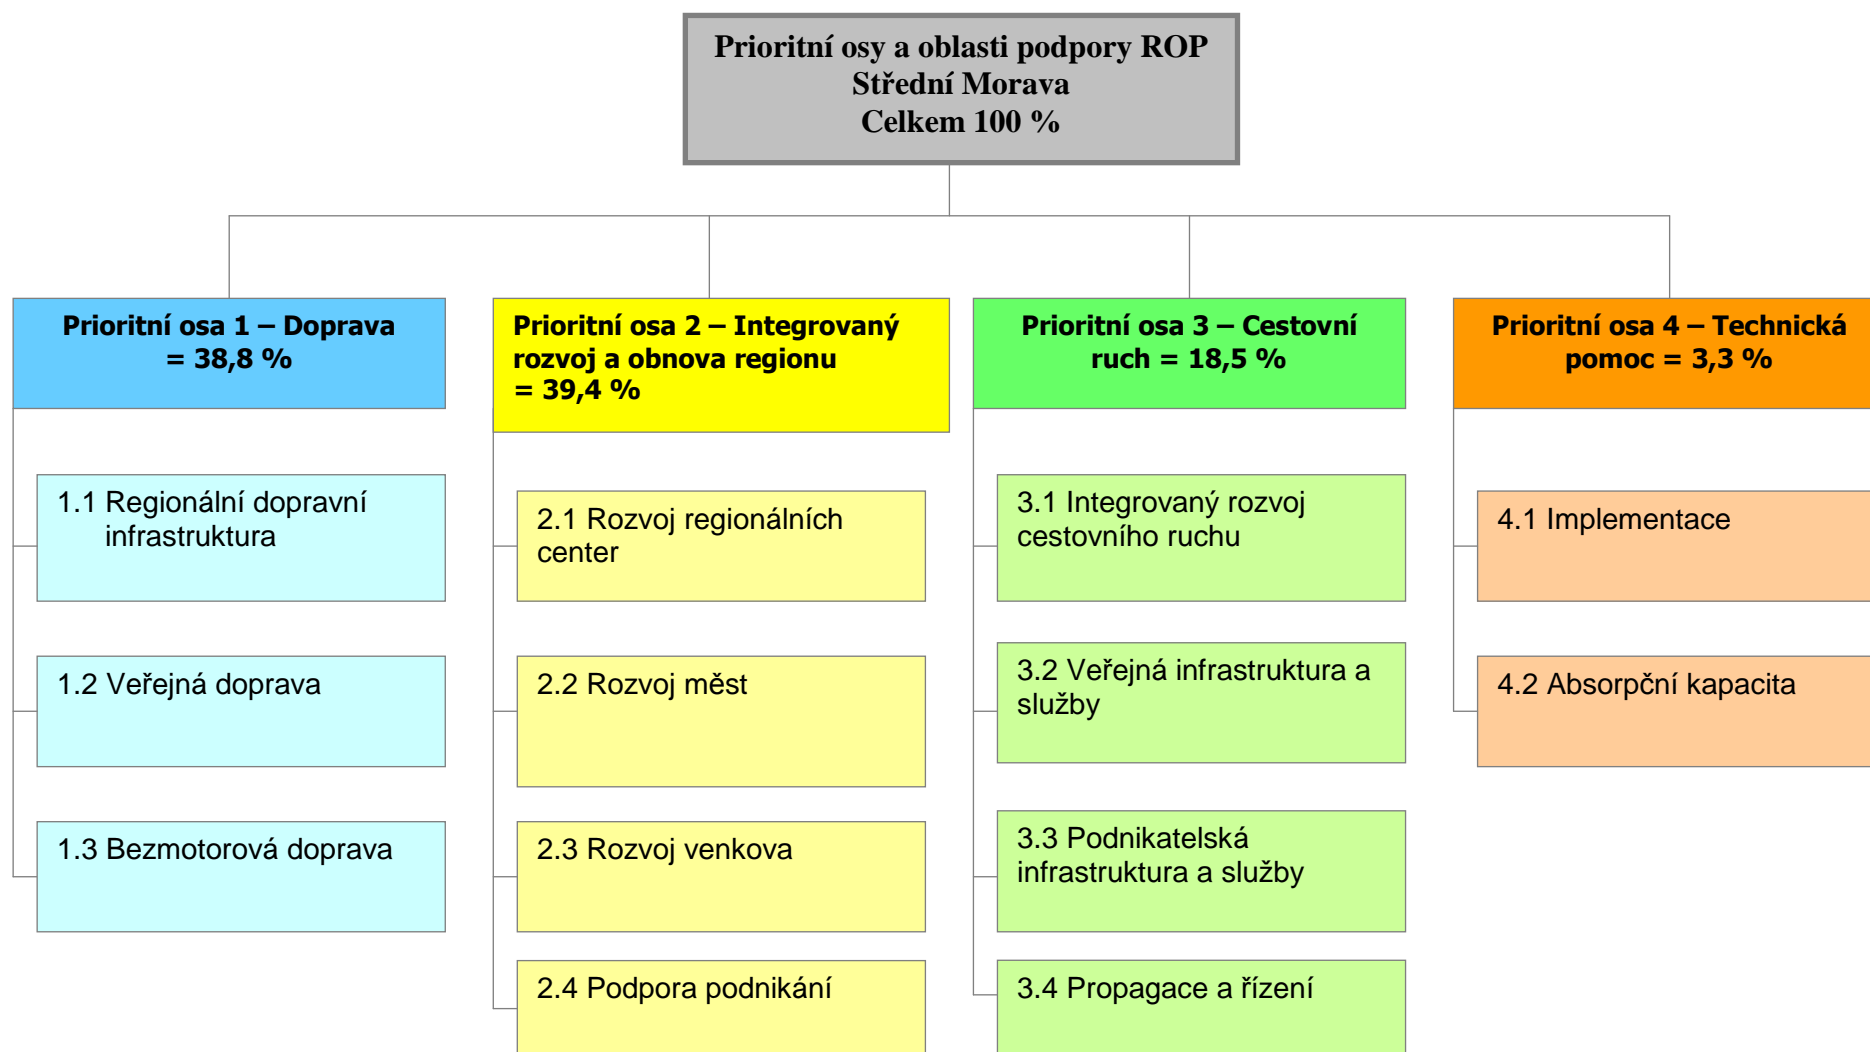 Prioritní osy a oblasti podpory ROP
Střední Morava
Celkem 100 %
Prioritní osa 1 – Doprava
= 38,8 %
Prioritní osa 2 – Integrovaný
rozvoj a obnova regionu
= 39,4 %
Prioritní osa 3 – Cestovní
ruch = 18,5 %
Prioritní osa 4 – Technická
pomoc = 3,3 %
1.1 Regionální dopravní
infrastruktura
1.2 Veřejná doprava
1.3 Bezmotorová doprava
2.1 Rozvoj regionálních
center
2.2 Rozvoj měst
2.3 Rozvoj venkova
2.4 Podpora podnikání
3.1 Integrovaný rozvoj
cestovního ruchu
3.2 Veřejná infrastruktura a
služby
3.3 Podnikatelská
infrastruktura a služby
3.4 Propagace a řízení
4.1 Implementace
4.2 Absorpční kapacita